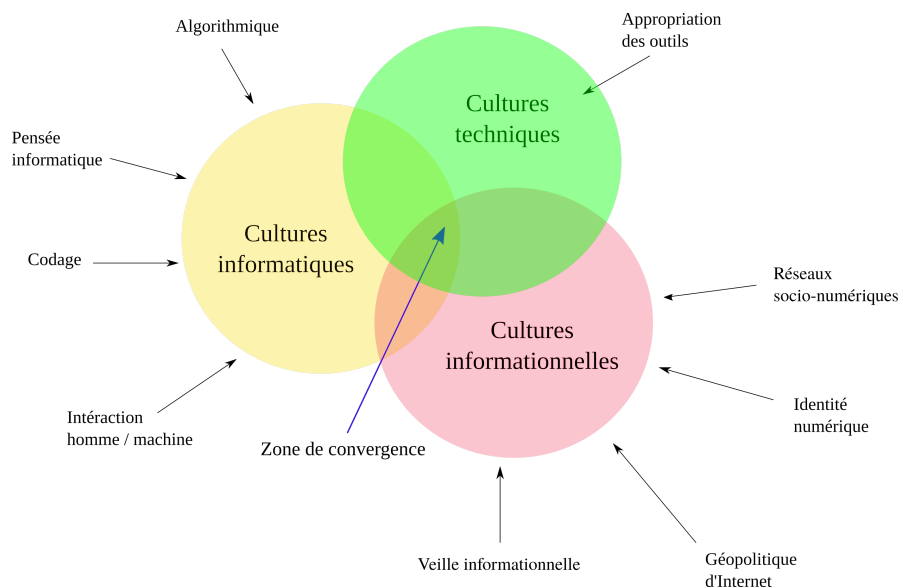 Algorithmique
Appropriation
des outils
Pensée
informatique
Cultures
techniques
Cultures
informatiques
Codage
Réseaux
socio-numériques
Cultures
informationnelles
Intéraction
homme / machine
Identité
numérique
Zone de convergence
Veille informationnelle
Géopolitique
d'Internet